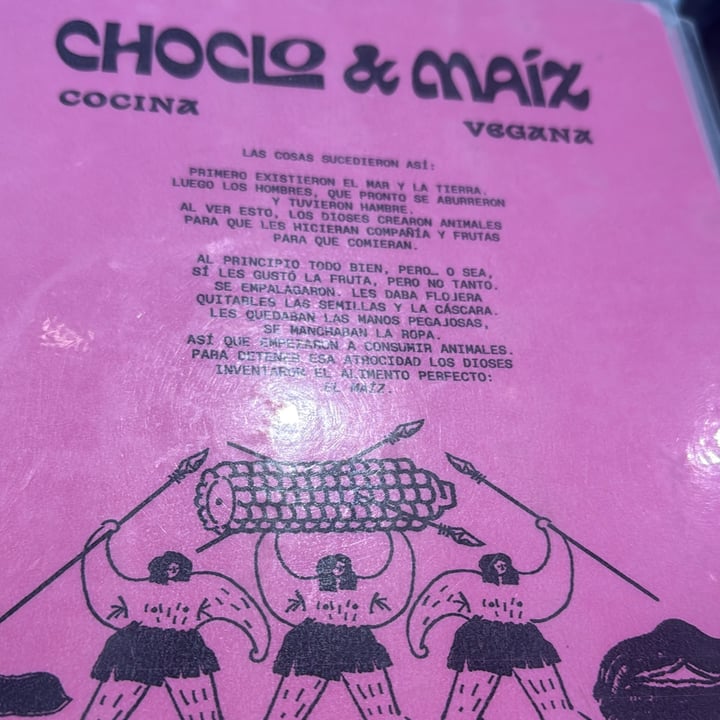 CHOCLO & MAÍZ
COCINA
VEGANA
LAS COSAS SUCEDIERON ASÍ:
PRIMERO EXISTIERON EL MAR Y LA TIERRA.
LUEGO LOS HOMBRES, QUE PRONTO SE ABURRERON
Y TUVIERON HAMBRE.
AL VER ESTO, LOS DIOSES CREARON ANIMALES
PARA QUE LES HICIERAN COMPAÑÍA Y FRUTAS
PARA QUE COMIERAN.
AL PRINCIPIO TODO BIEN, PERO… O SEA,
SÍ LES GUSTÓ LA FRUTA, PERO NO TANTO.
SE EMPALAGARON. LES DABA FLOJERA
QUITARLES LAS SEMILLAS Y LA CÁSCARA.
LES QUEDABAN LAS MANOS PEGAJOSAS,
SE MANCHABAN LA ROPA.
ASÍ QUE EMPEZARON A CONSUMIR ANIMALES.
PARA DETENER ESA ATROCIDAD LOS DIOSES
INVENTARON EL ALIMENTO PERFECTO:
EL MAÍZ.